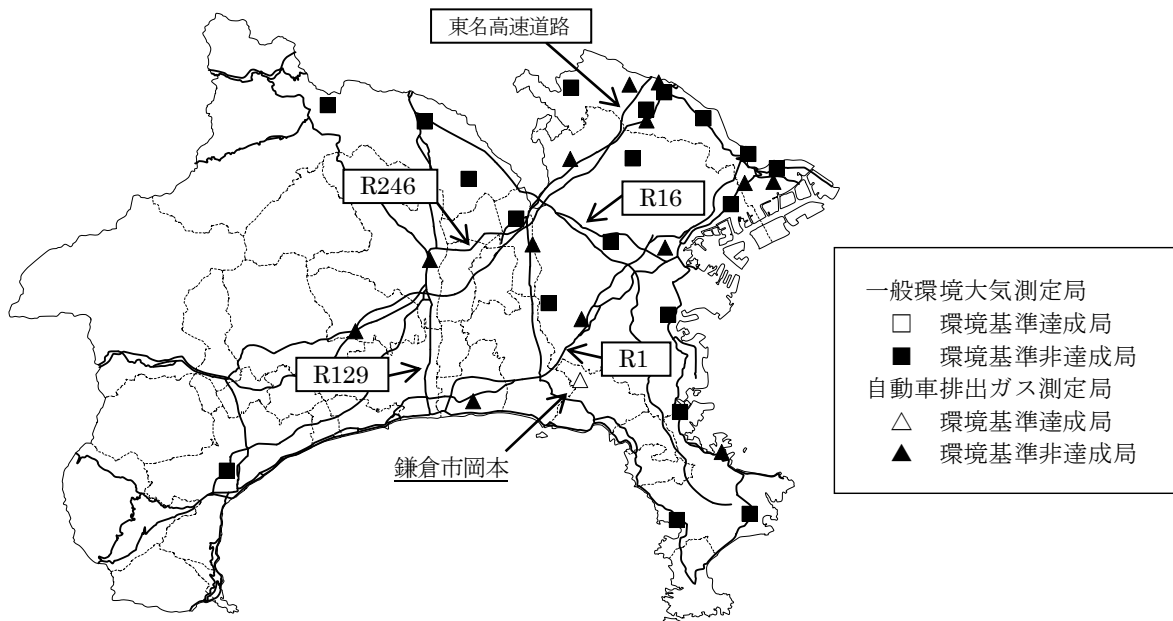 東名高速道路
R246
R16
R129
R1
鎌倉市岡本
一般環境大気測定局
□ 環境基準達成局
■ 環境基準非達成局
自動車排出ガス測定局
△ 環境基準達成局
▲ 環境基準非達成局